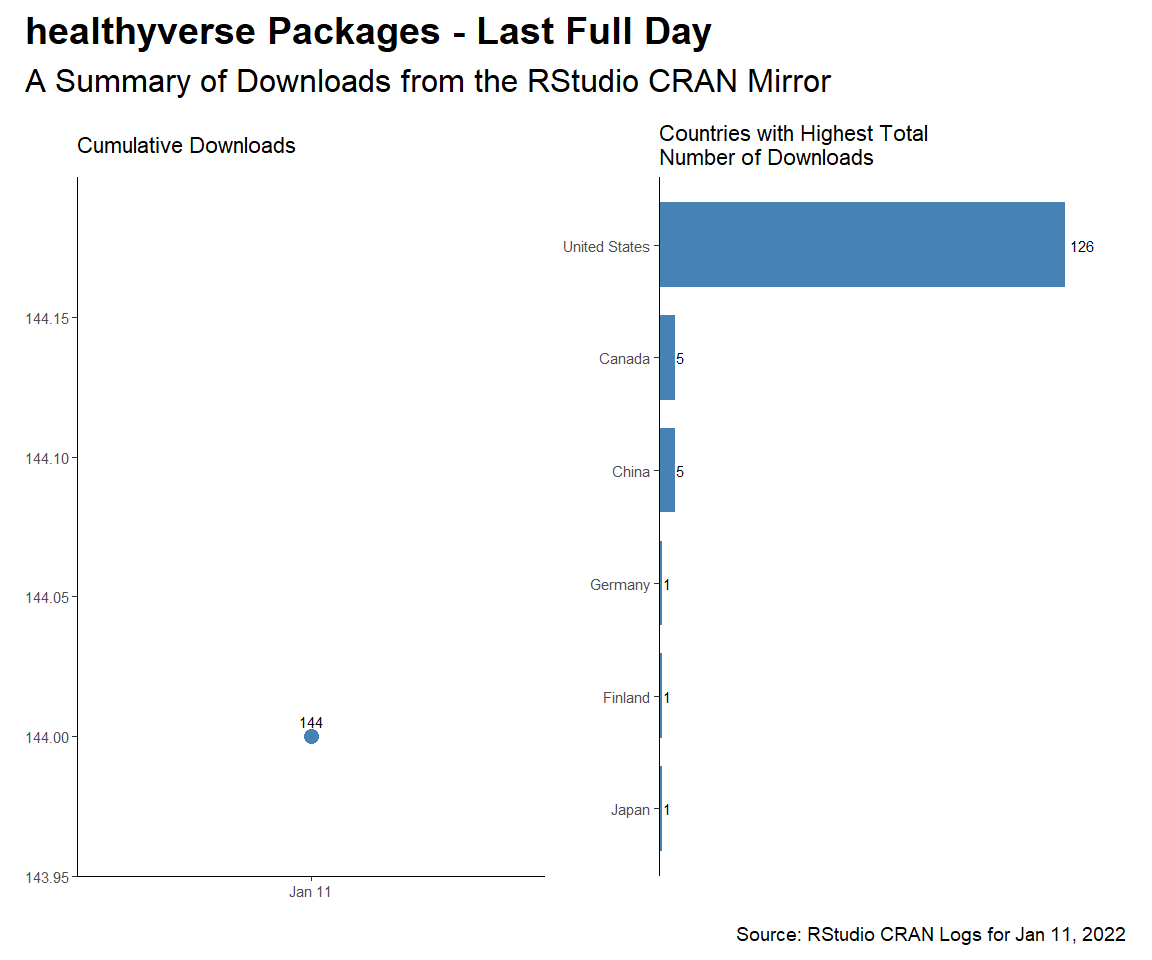 healthyverse Packages - Last Full Day
A Summary of Downloads from the RStudio CRAN Mirror
Cumulative Downloads
144.15
144.10
144.05
144.00
143.95
144
Jan 11
Countries with Highest Total
Number of Downloads
United States 126
Canada 5
China 5
Germany 1
Finland 1
Japan 1
Source: RStudio CRAN Logs for Jan 11, 2022